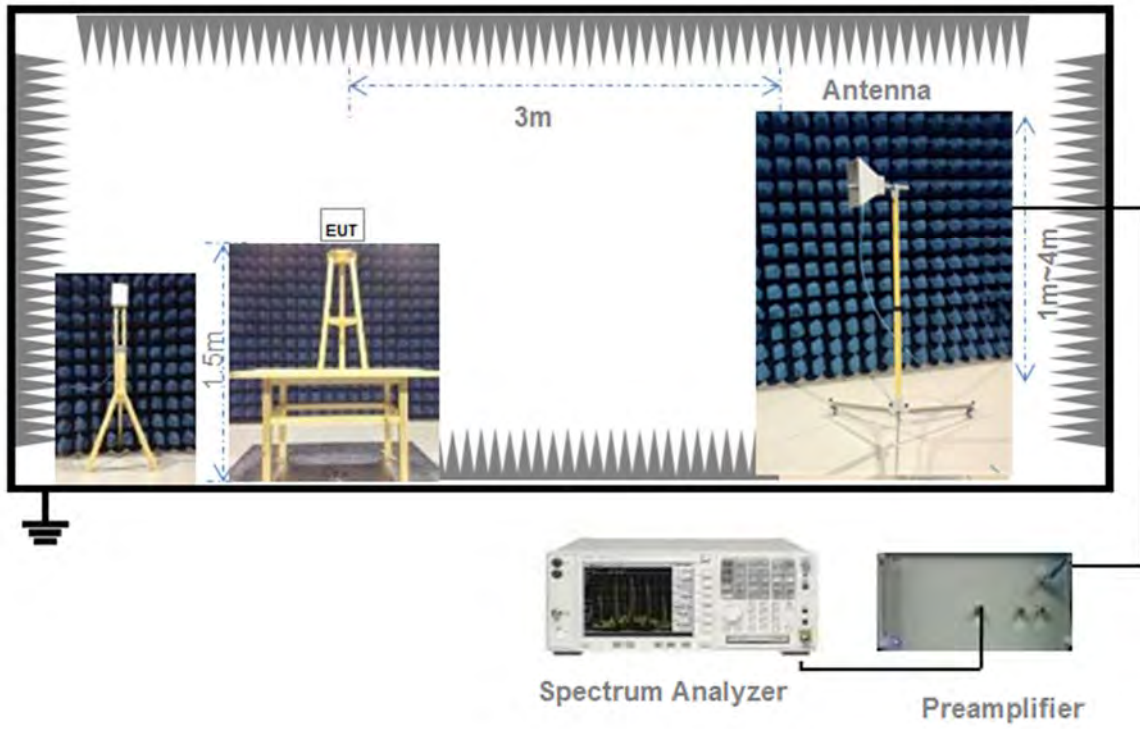 Antenna
3m
EUT
1.5m
1m~4m
Spectrum Analyzer
Preamplifier